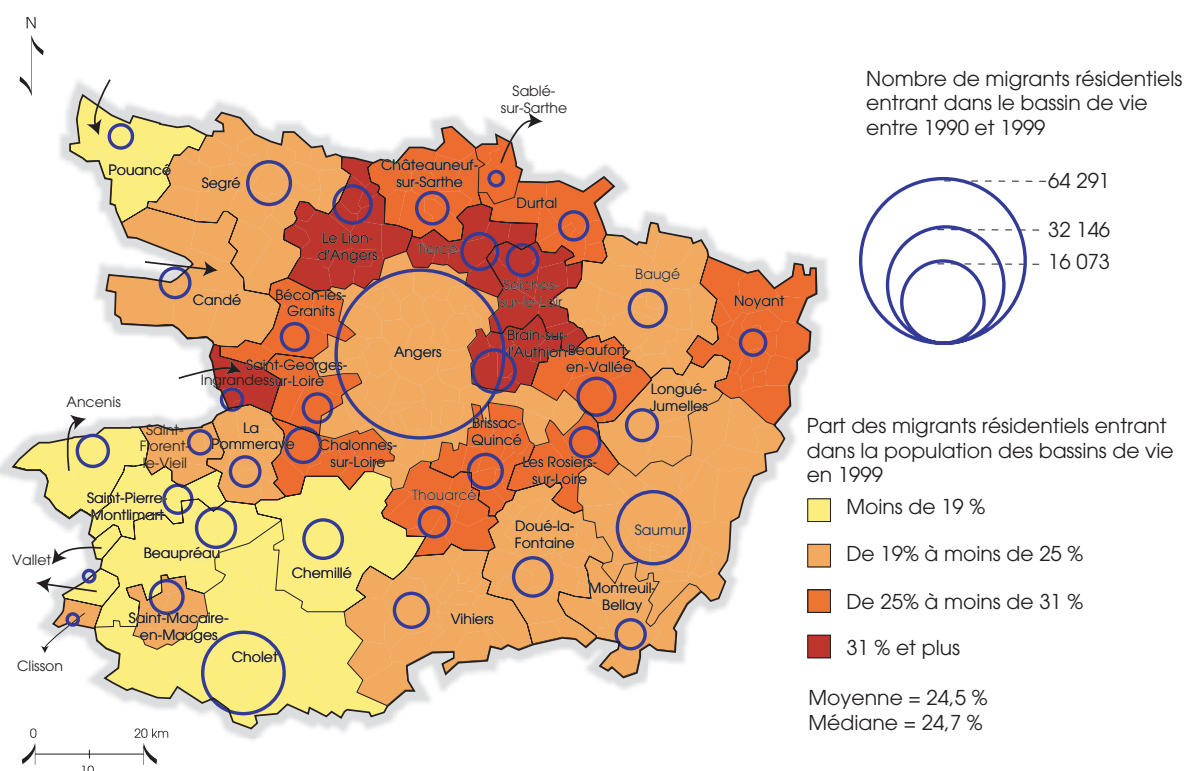 N
Sablé-
sur-Sarthe
Pouancé
Segré
Châteauneuf-
sur-Sarthe
Durtal
Le Lion-
d'Angers
Tiercé
Seiches-
sur-le-Loir
Baugé
Noyant
Candé
Bécon-les-
Granits
Angers
Brain-sur-
l'Authion
Beaufort-
en-Vallée
Saint-Georges-
sur-Loire
Ingrandes
Longué-
Jumelles
Ancenis
Saint-
Florent-
le-Vieil
La
Pommeraye
Chalonnes-
sur-Loire
Brissac-
Quincé
Les Rosiers-
sur-Loire
Saint-Pierre-
Montlimart
Thouarcé
Doué-la-
Fontaine
Saumur
Vallet
Beaupréau
Chemillé
Montreuil-
Bellay
Saint-Macaire-
en-Mauges
Vihiers
Clisson
Cholet
0
20 km
10
Nombre de migrants résidentiels
entrant dans le bassin de vie
entre 1990 et 1999
64 291
32 146
16 073
Part des migrants résidentiels entrant
dans la population des bassins de vie
en 1999
Moins de 19 %
De 19% à moins de 25 %
De 25% à moins de 31 %
31 % et plus
Moyenne = 24,5 %
Médiane = 24,7 %